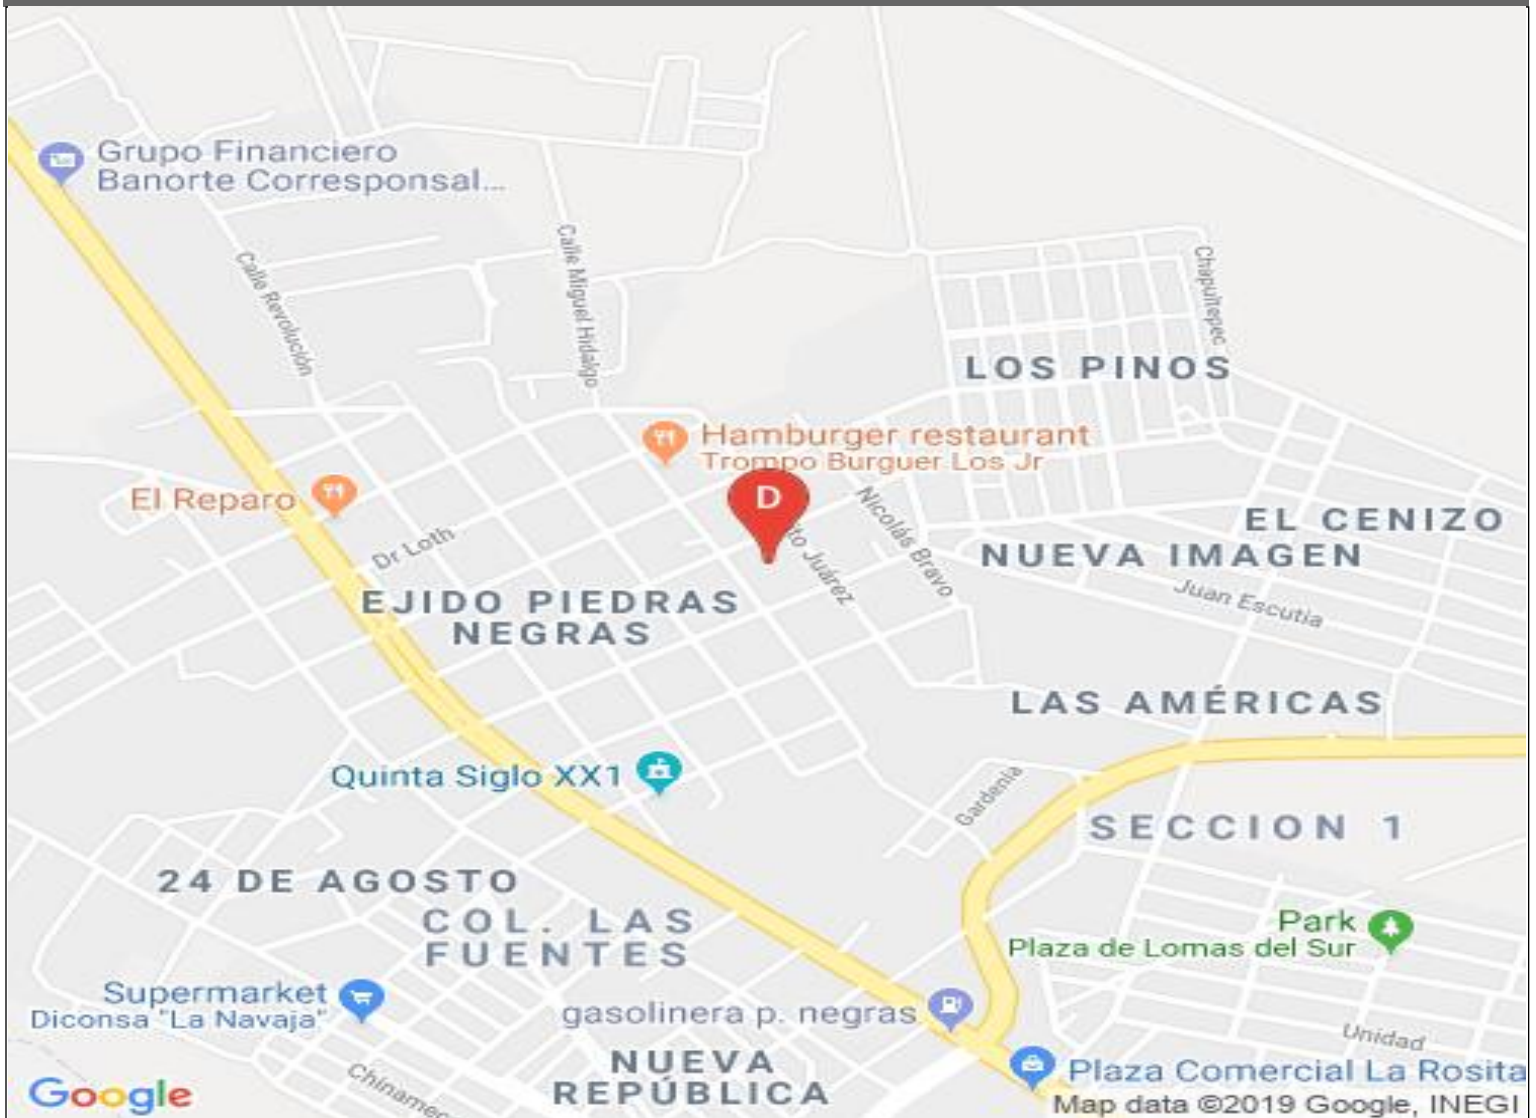 Grupo Financiero
Banorte Corresponsal...
Calle Revolución
Calle Miguel Hidalgo
Chapultepec
LOS PINOS
Hamburger restaurant
Trompo Burguer Los Jr
El Reparo
D
Dr Loth
ito Juárez
Nicolás Bravo
EL CENIZO
NUEVA IMAGEN
Juan Escutia
EJIDO PIEDRAS
NEGRAS
LAS AMÉRICAS
Quinta Siglo XX1
Gardenia
SECCION 1
24 DE AGOSTO
COL. LAS
FUENTES
Park
Plaza de Lomas del Sur
Supermarket
Diconsa "La Navaja"
gasolinera p. negras
Unidad
NUEVA
REPÚBLICA
Chinamec
Plaza Comercial La Rosita
Google
Map data ©2019 Google, INEGI